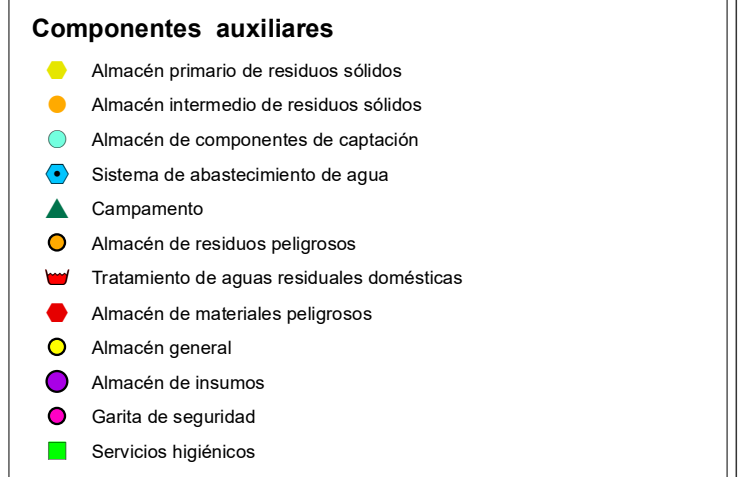 Componentes auxiliares
Almacén primario de residuos sólidos
Almacén intermedio de residuos sólidos
Almacén de componentes de captación
Sistema de abastecimiento de agua
Campamento
Almacén de residuos peligrosos
Tratamiento de aguas residuales domésticas
Almacén de materiales peligrosos
Almacén general
Almacén de insumos
Garita de seguridad
Servicios higiénicos